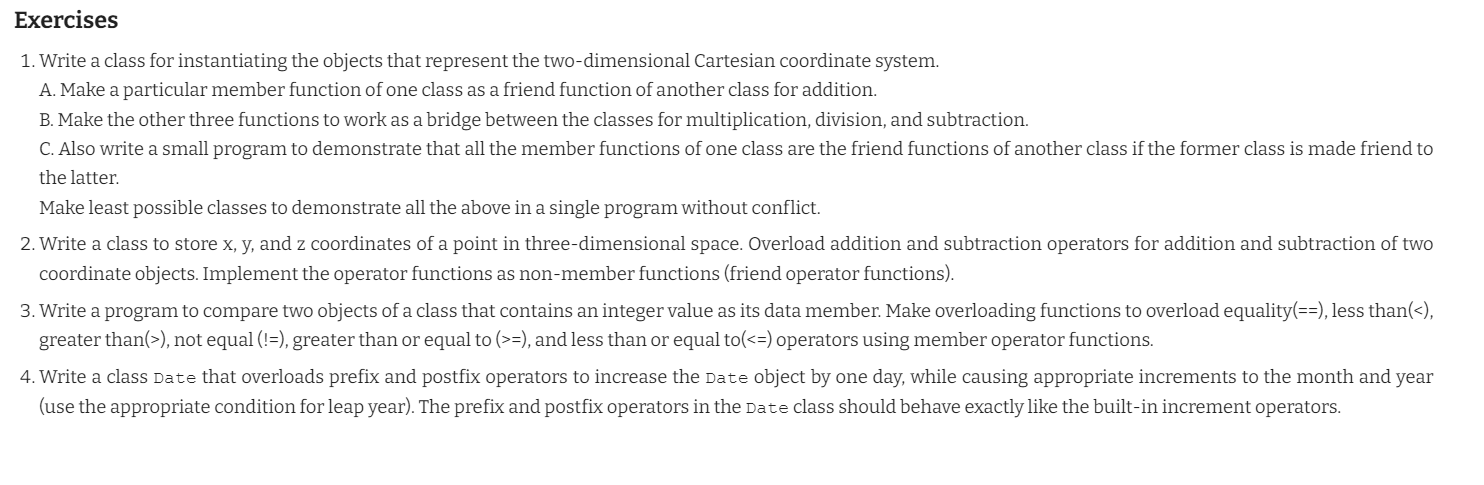 Exercises
1. Write a class for instantiating the objects that represent the two-dimensional Cartesian coordinate system.
A. Make a particular member function of one class as a friend function of another class for addition.
B. Make the other three functions to work as a bridge between the classes for multiplication, division, and subtraction.
C. Also write a small program to demonstrate that all the member functions of one class are the friend functions of another class if the former class is made friend to
the latter.
Make least possible classes to demonstrate all the above in a single program without conflict.
2. Write a class to store x, y, and z coordinates of a point in three-dimensional space. Overload addition and subtraction operators for addition and subtraction of two
coordinate objects. Implement the operator functions as non-member functions (friend operator functions).
3. Write a program to compare two objects of a class that contains an integer value as its data member. Make overloading functions to overload equality(==), less than(<),
greater than(>), not equal (!=), greater than or equal to (>=), and less than or equal to(<=) operators using member operator functions.
4. Write a class Date that overloads prefix and postfix operators to increase the Date object by one day, while causing appropriate increments to the month and year
(use the appropriate condition for leap year). The prefix and postfix operators in the Date class should behave exactly like the built-in increment operators.